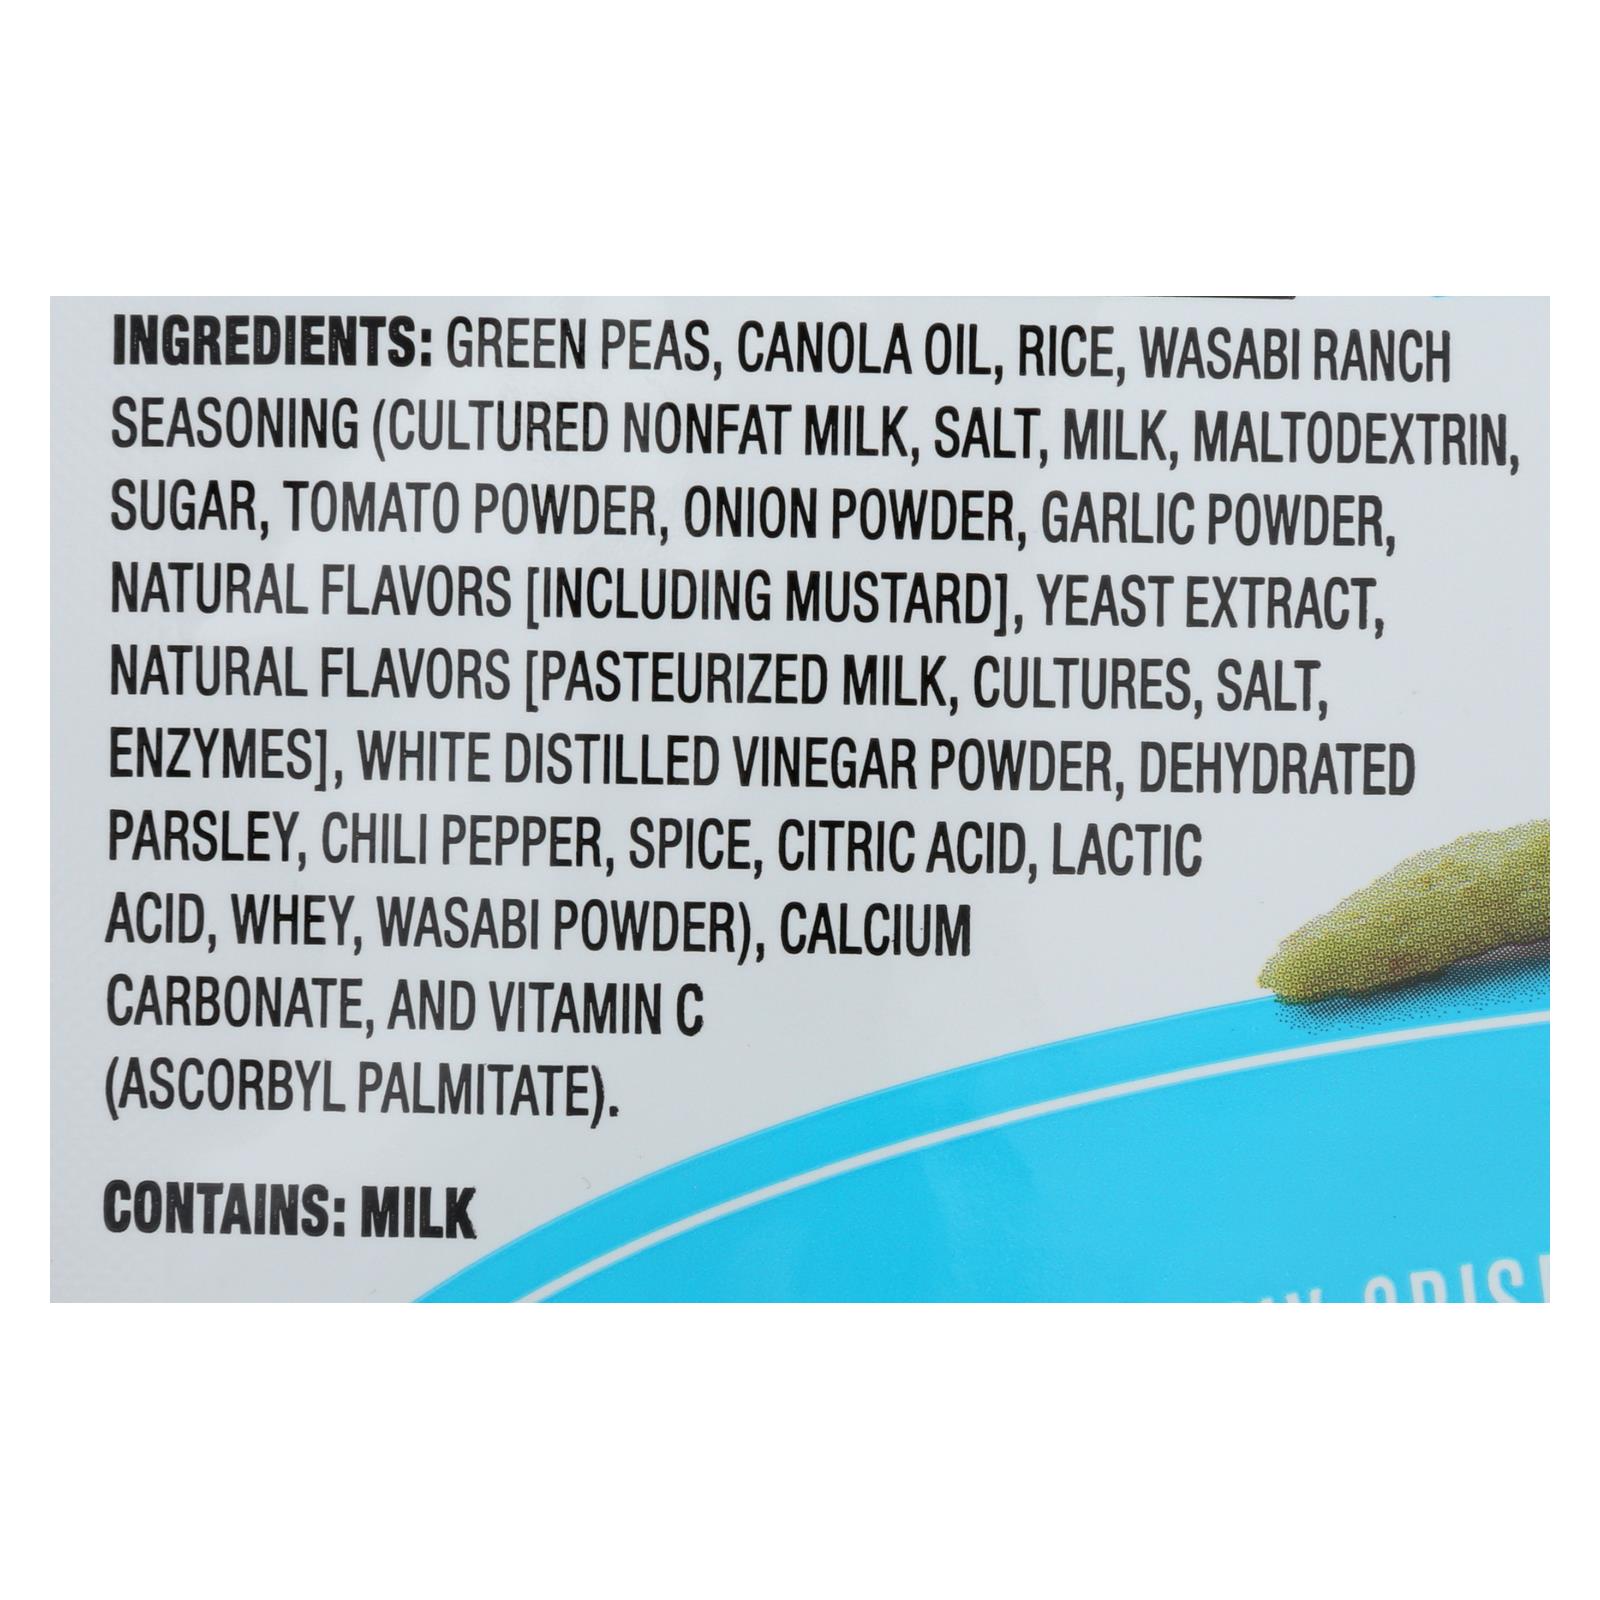 INGREDIENTS: GREEN PEAS, CANOLA OIL, RICE, WASABI RANCH
SEASONING (CULTURED NONFAT MILK, SALT, MILK, MALTODEXTRIN,
SUGAR, TOMATO POWDER, ONION POWDER, GARLIC POWDER,
NATURAL FLAVORS [INCLUDING MUSTARD], YEAST EXTRACT,
NATURAL FLAVORS [PASTEURIZED MILK, CULTURES, SALT,
ENZYMES], WHITE DISTILLED VINEGAR POWDER, DEHYDRATED
PARSLEY, CHILI PEPPER, SPICE, CITRIC ACID, LACTIC
ACID, WHEY, WASABI POWDER), CALCIUM
CARBONATE, AND VITAMIN C
(ASCORBYL PALMITATE).
CONTAINS: MILK